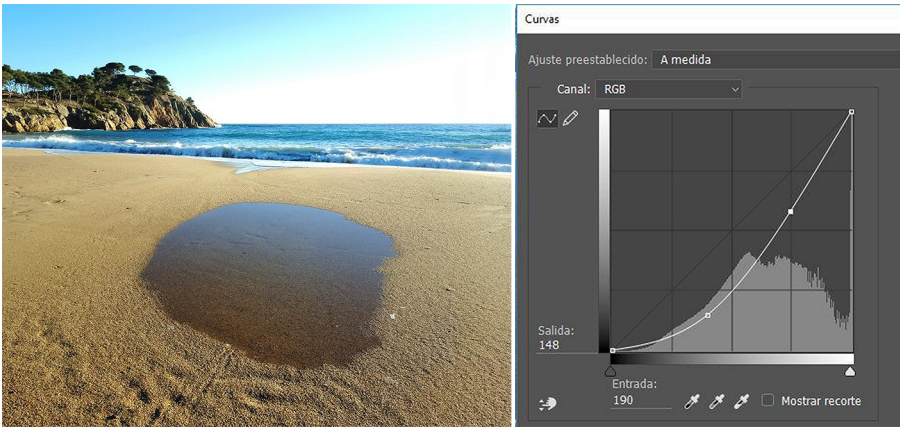 Curvas
Ajuste preestablecido: A medida
Canal: RGB
Salida:
148
Entrada:
190
Mostrar recorte